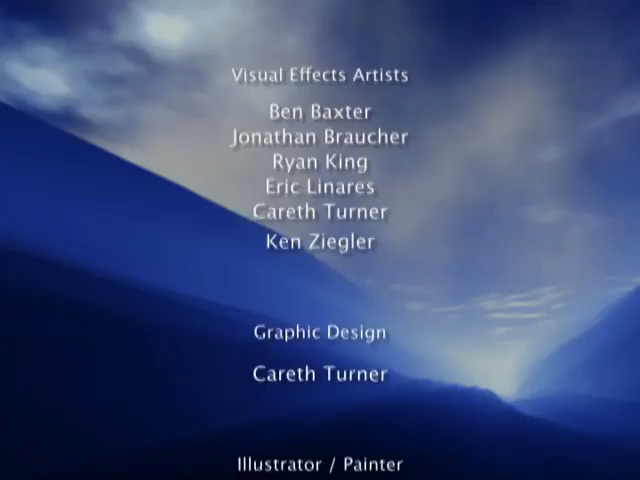 Visual Effects Artists
Ben Baxter
Jonathan Braucher
Ryan King
Eric Linares
Careth Turner
Ken Ziegler
Graphic Design
Careth Turner
Illustrator / Painter